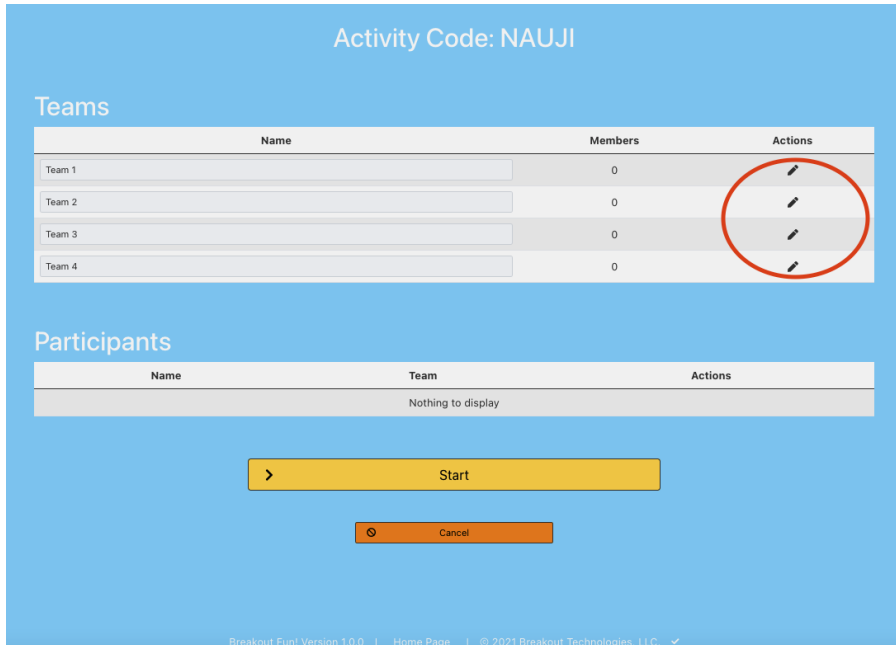 Activity Code: NAUJI
Teams
Name Members Actions
Team 1 0
Team 2 0
Team 3 0
Team 4 0
Participants
Name Team Actions
Nothing to display
Start
Cancel
Breakout Fun! Version 1.0.0 | Home Page | © 2021 Breakout Technologies, LLC